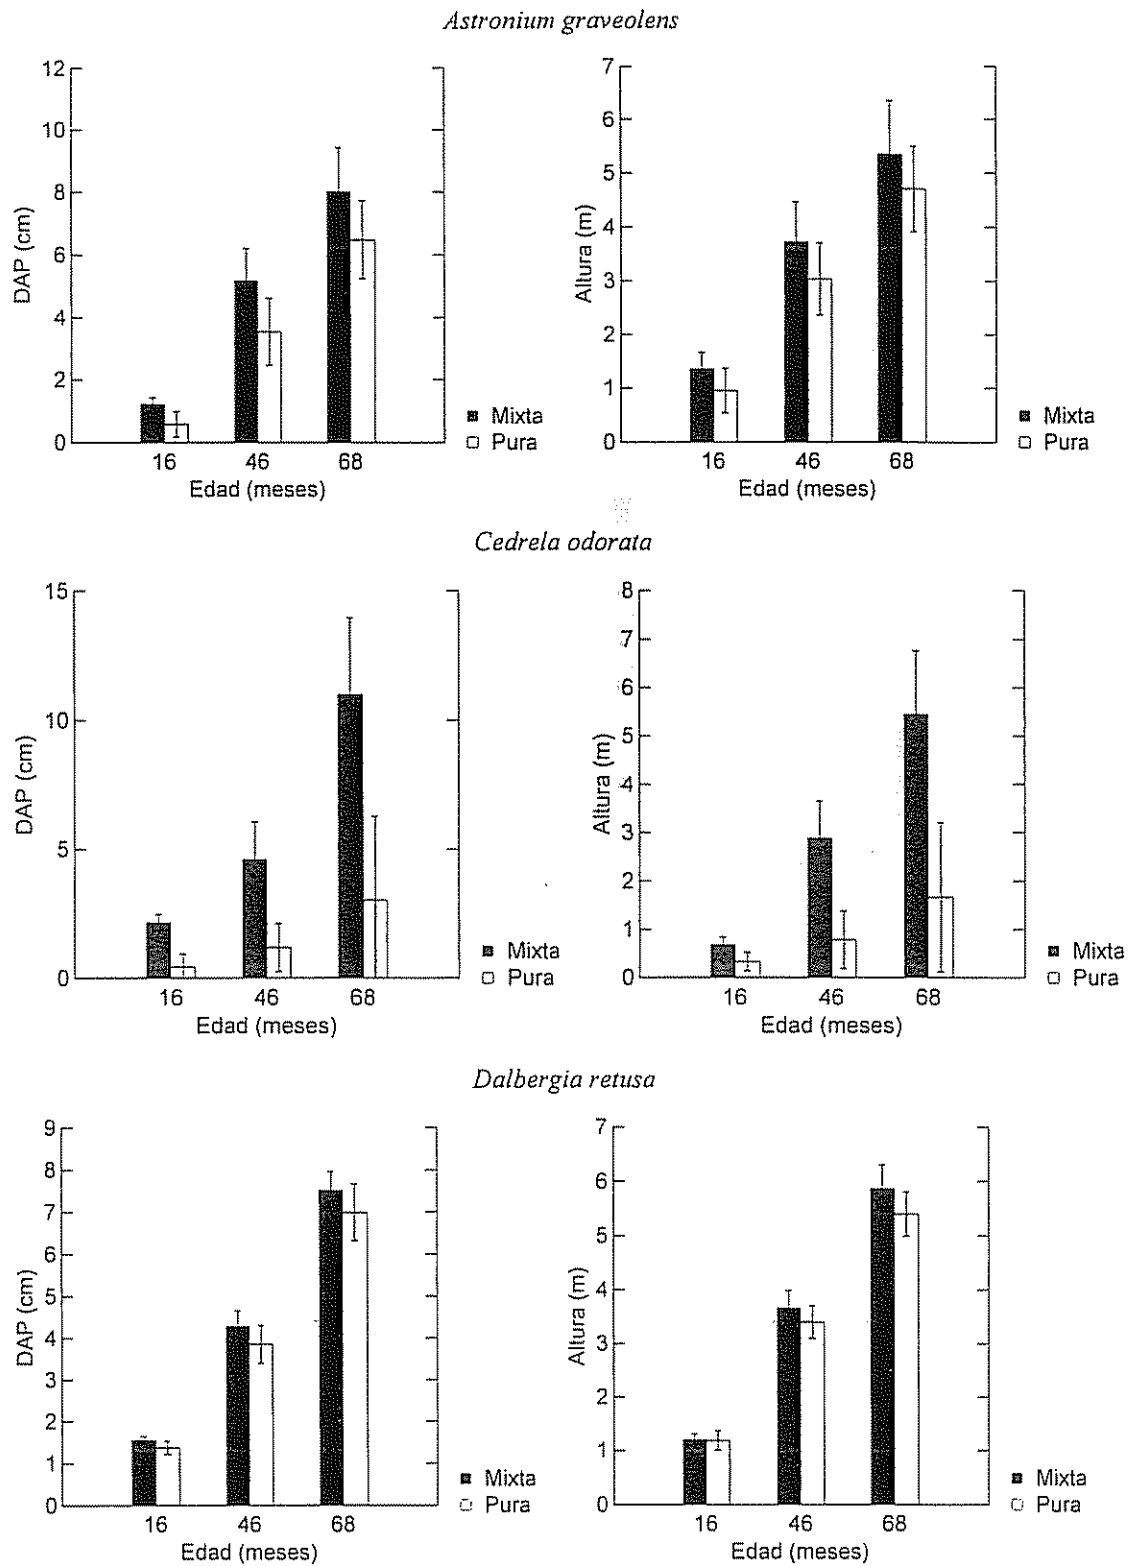 Astronium graveolens
12
10
8
6
4
2
0
DAP (cm)
16 46 68
Edad (meses)
Mixta
Pura
7
6
5
4
3
2
1
0
Altura (m)
16 46 68
Edad (meses)
Mixta
Pura
Cedrela odorata
15
10
5
0
DAP (cm)
16 46 68
Edad (meses)
Mixta
Pura
8
7
6
5
4
3
2
1
0
Altura (m)
16 46 68
Edad (meses)
Mixta
Pura
Dalbergia retusa
9
8
7
6
5
4
3
2
1
0
DAP (cm)
16 46 68
Edad (meses)
Mixta
Pura
7
6
5
4
3
2
1
0
Altura (m)
16 46 68
Edad (meses)
Mixta
Pura